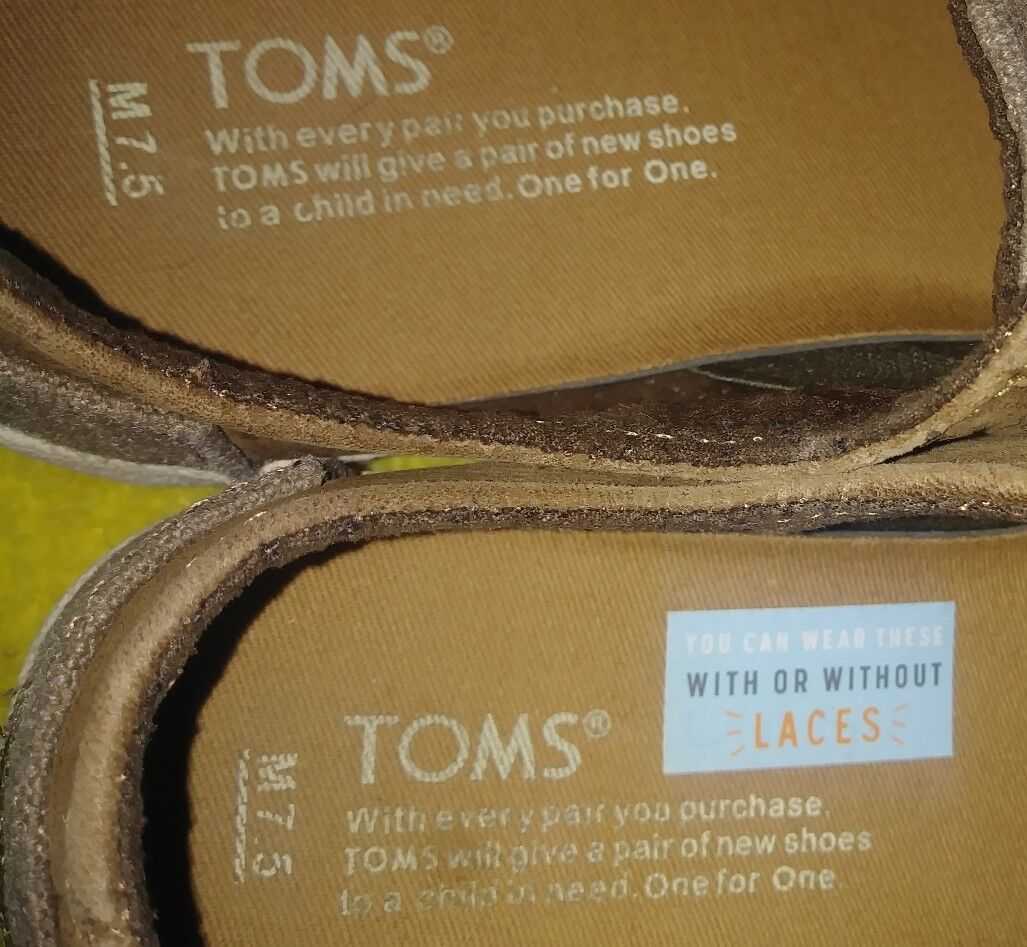 TOMS®
M 7.5
With every pair you purchase,
TOMS will give a pair of new shoes
to a child in need. One for One.
YOU CAN WEAR THESE
WITH OR WITHOUT
LACES
TOMS®
M 7.5
With every pair you purchase,
TOMS will give a pair of new shoes
to a child in need. One for One.